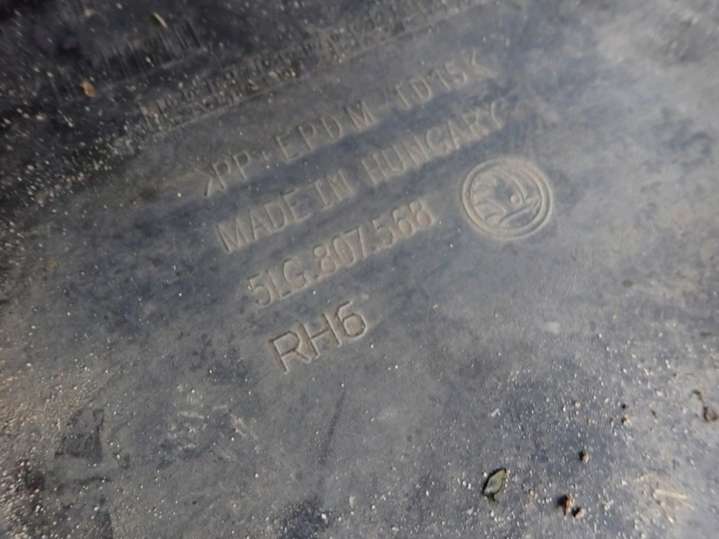 >PP+EPDM-TD15<
MADE IN HUNGARY
5LG.807.568
RH6